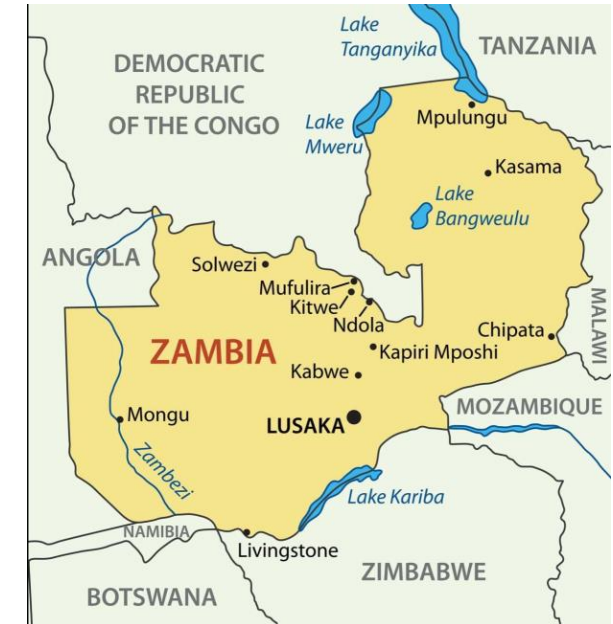 Lake
Tanganyika
TANZANIA
DEMOCRATIC
REPUBLIC
OF THE CONGO
Lake
Mweru
Mpulungu
Kasama
Lake
Bangweulu
ANGOLA
Solwezi
Mufulira
Kitwe
Ndola
MALAWI
Chipata
ZAMBIA
Kapiri Mposhi
Kabwe
MOZAMBIQUE
Mongu
LUSAKA
Zambezi
Lake Kariba
NAMIBIA
Livingstone
ZIMBABWE
BOTSWANA